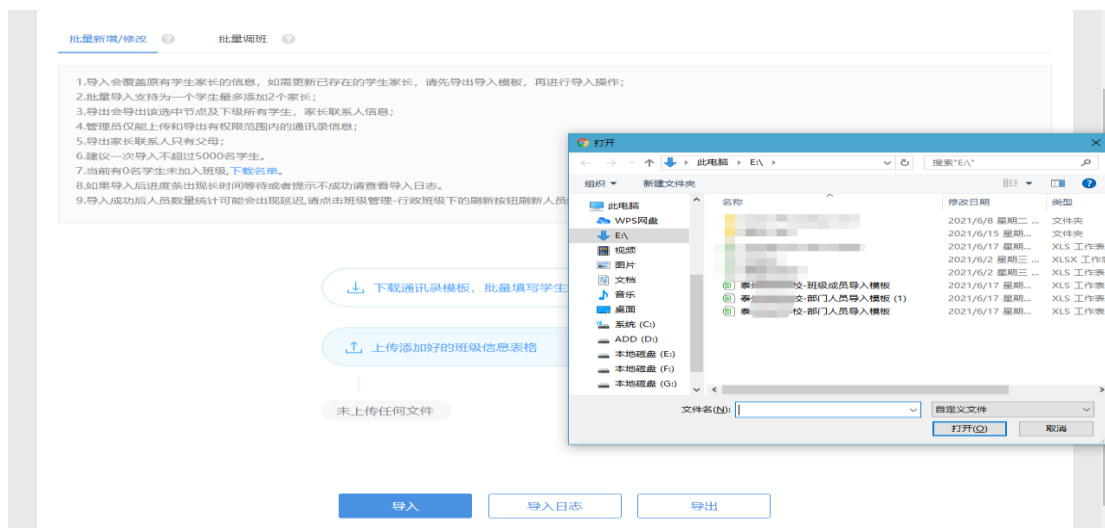 批量新增/修改
批量调班
1.导入会覆盖原有学生家长的信息，如需更新已存在的学生家长，请先导出导入模板，再进行导入操作；
2.批量导入支持为一个学生最多添加2个家长；
3.导出会导出该选中节点及下级所有学生，家长联系人信息；
4.管理员仅能上传和导出有权限范围内的通讯录信息；
5.导出家长联系人只有父母；
6.建议一次导入不超过5000名学生。
7.当前有0名学生未加入班级,下载名单。
8.如果导入后进度条出现长时间等待或者提示不成功请查看导入日志。
9.导入成功后人员数量统计可能会出现延迟,请点击班级管理-行政班级下的刷新按钮刷新人员
下载通讯录模板，批量填写学生
上传添加好的班级信息表格
未上传任何文件
导入
导入日志
导出
打开
此电脑 › E:\ ›
搜索"E:\"
组织
新建文件夹
此电脑
WPS网盘
E:\
视频
图片
文档
音乐
桌面
系统 (C:)
ADD (D:)
本地磁盘 (E:)
本地磁盘 (F:)
本地磁盘 (G:)
名称
修改日期
类型
2021/6/8 星期二 ...
文件夹
2021/6/15 星期...
文件夹
2021/6/17 星期...
XLS 工作表
2021/6/2 星期三 ...
XLSX 工作
2021/6/2 星期三 ...
XLS 工作表
泰 校-班级成员导入模板
2021/6/17 星期...
XLS 工作表
泰 校-部门人员导入模板 (1)
2021/6/17 星期...
XLS 工作表
泰 校-部门人员导入模板
2021/6/17 星期...
XLS 工作表
文件名(N):
自定义文件
打开(O)
取消